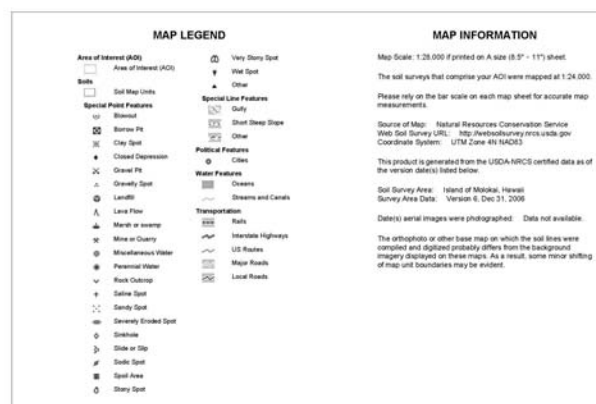 MAP LEGEND
Area of Interest (AOI)
Area of Interest (AOI)
Soils
Soil Map Units
Special Point Features
Blowout
Borrow Pit
Clay Spot
Closed Depression
Gravel Pit
Gravelly Spot
Landfill
Lava Flow
Marsh or swamp
Mine or Quarry
Miscellaneous Water
Perennial Water
Rock Outcrop
Saline Spot
Sandy Spot
Severely Eroded Spot
Sinkhole
Slide or Slip
Sodic Spot
Spoil Area
Stony Spot
Very Stony Spot
Wet Spot
Other
Special Line Features
Gully
Short Steep Slope
Other
Political Features
Cities
Water Features
Oceans
Streams and Canals
Transportation
Rails
Interstate Highways
US Routes
Major Roads
Local Roads
MAP INFORMATION
Map Scale: 1:28,000 if printed on A size (8.5" × 11") sheet.
The soil surveys that comprise your AOI were mapped at 1:24,000.
Please rely on the bar scale on each map sheet for accurate map
measurements.
Source of Map: Natural Resources Conservation Service
Web Soil Survey URL: http://websoilsurvey.nrcs.usda.gov
Coordinate System: UTM Zone 4N NAD83
This product is generated from the USDA-NRCS certified data as of
the version date(s) listed below.
Soil Survey Area: Island of Molokai, Hawaii
Survey Area Data: Version 6, Dec 31, 2006
Date(s) aerial images were photographed: Data not available.
The orthophoto or other base map on which the soil lines were
compiled and digitized probably differs from the background
imagery displayed on these maps. As a result, some minor shifting
of map unit boundaries may be evident.